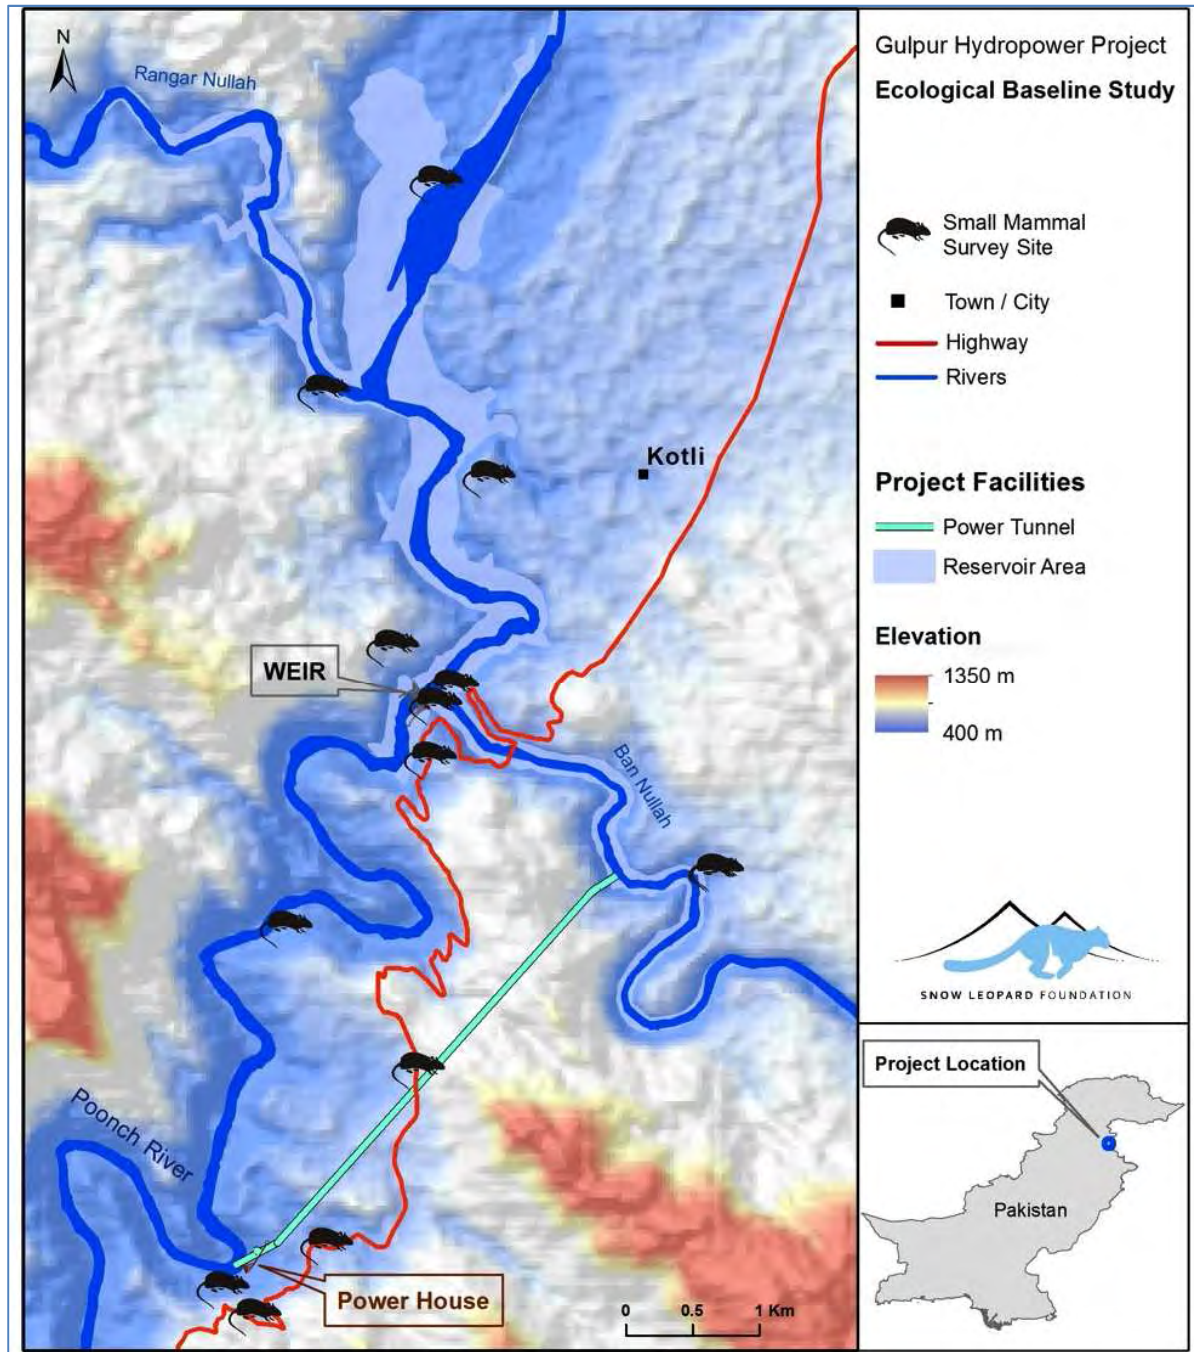 N
Rangar Nullah
Kotli
WEIR
Ban Nullah
Poonch River
Power House
0 0.5 1 Km
Gulpur Hydropower Project
Ecological Baseline Study
Small Mammal
Survey Site
Town / City
Highway
Rivers
Project Facilities
Power Tunnel
Reservoir Area
Elevation
1350 m
400 m
SNOW LEOPARD FOUNDATION
Project Location
Pakistan